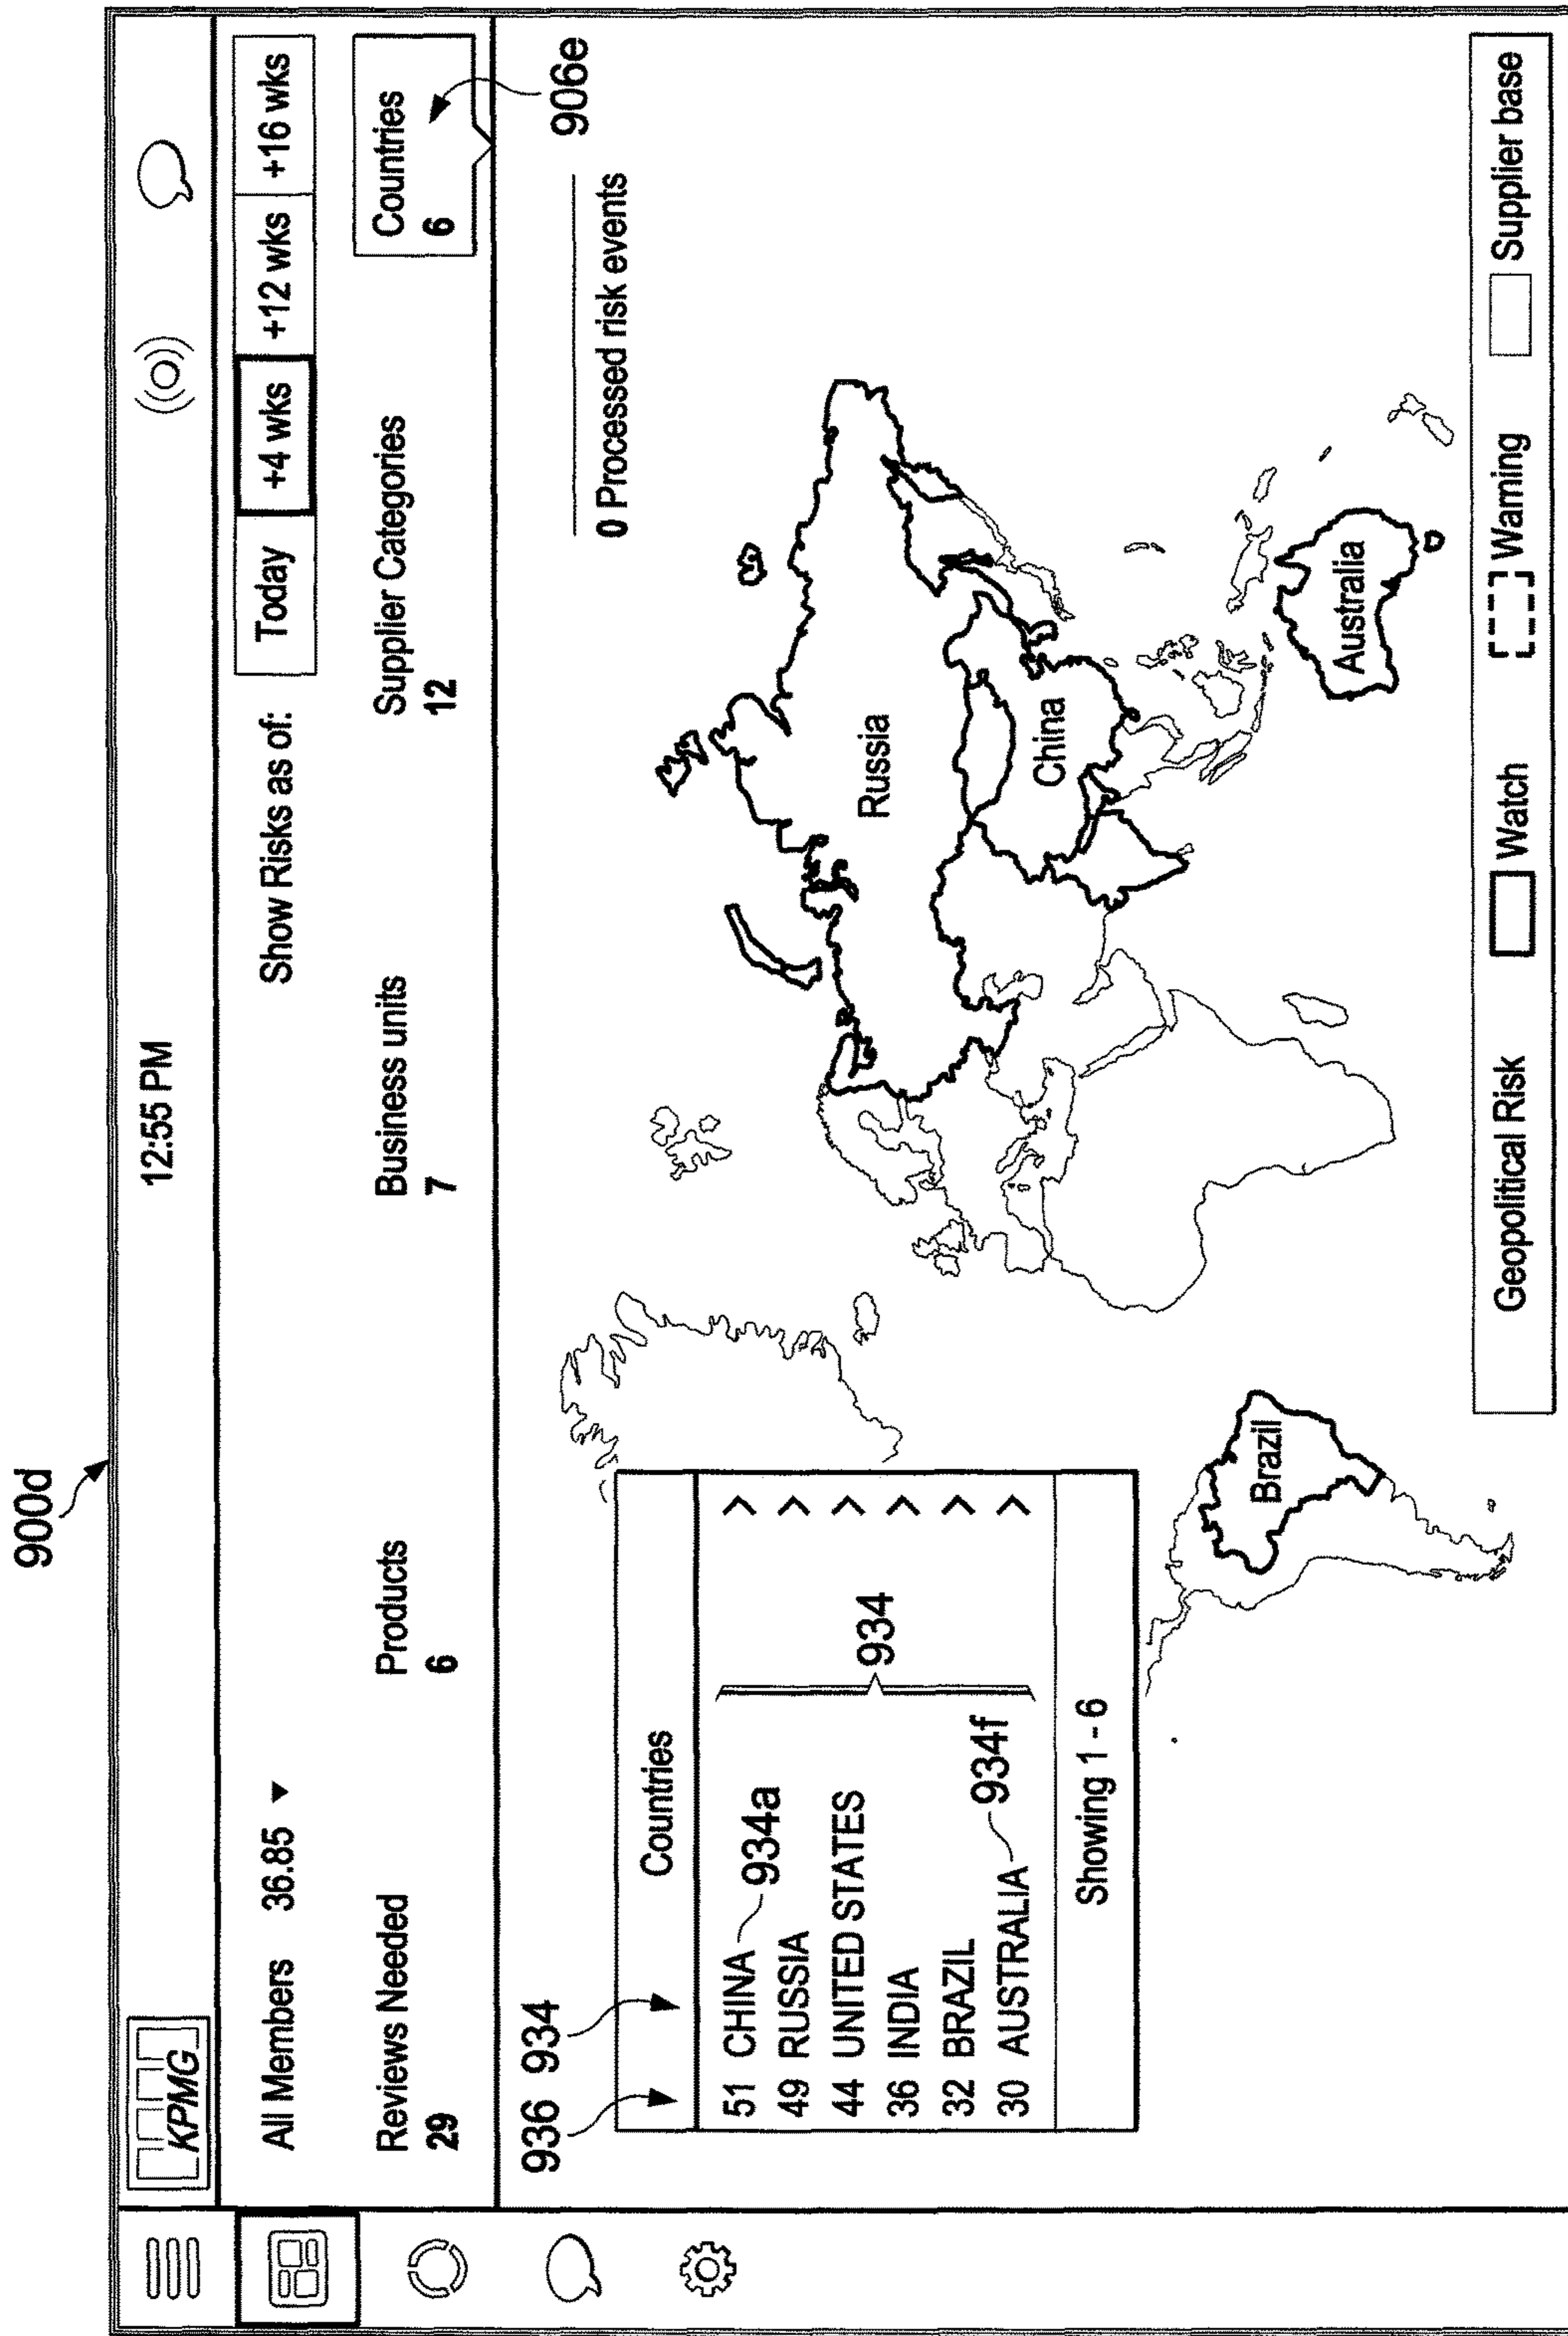 900d
KPMG
12:55 PM
All Members 36.85 ▼
Show Risks as of:
Today
+4 wks
+12 wks
+16 wks
Reviews Needed
29
Products
6
Business units
7
Supplier Categories
12
Countries
6
906e
936
934
0 Processed risk events
Countries
51 CHINA
934a
49 RUSSIA
44 UNITED STATES
36 INDIA
32 BRAZIL
30 AUSTRALIA
934f
934
Showing 1 - 6
Russia
China
Australia
Brazil
Geopolitical Risk
Watch
Warning
Supplier base